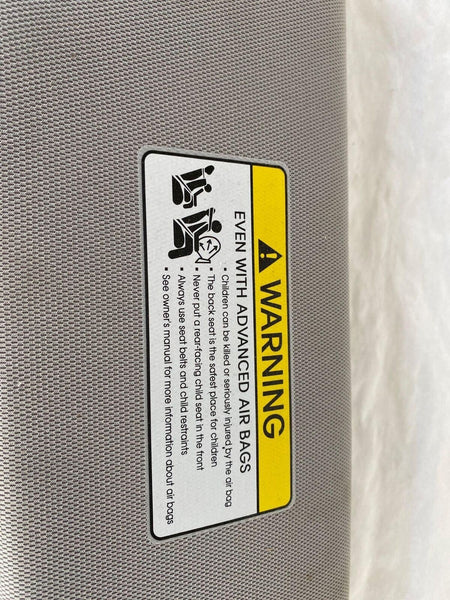 WARNING
EVEN WITH ADVANCED AIR BAGS
• Children can be killed or seriously injured by the air bag
• The back seat is the safest place for children
• Never put a rear-facing child seat in the front
• Always use seat belts and child restraints
• See owner's manual for more information about air bags